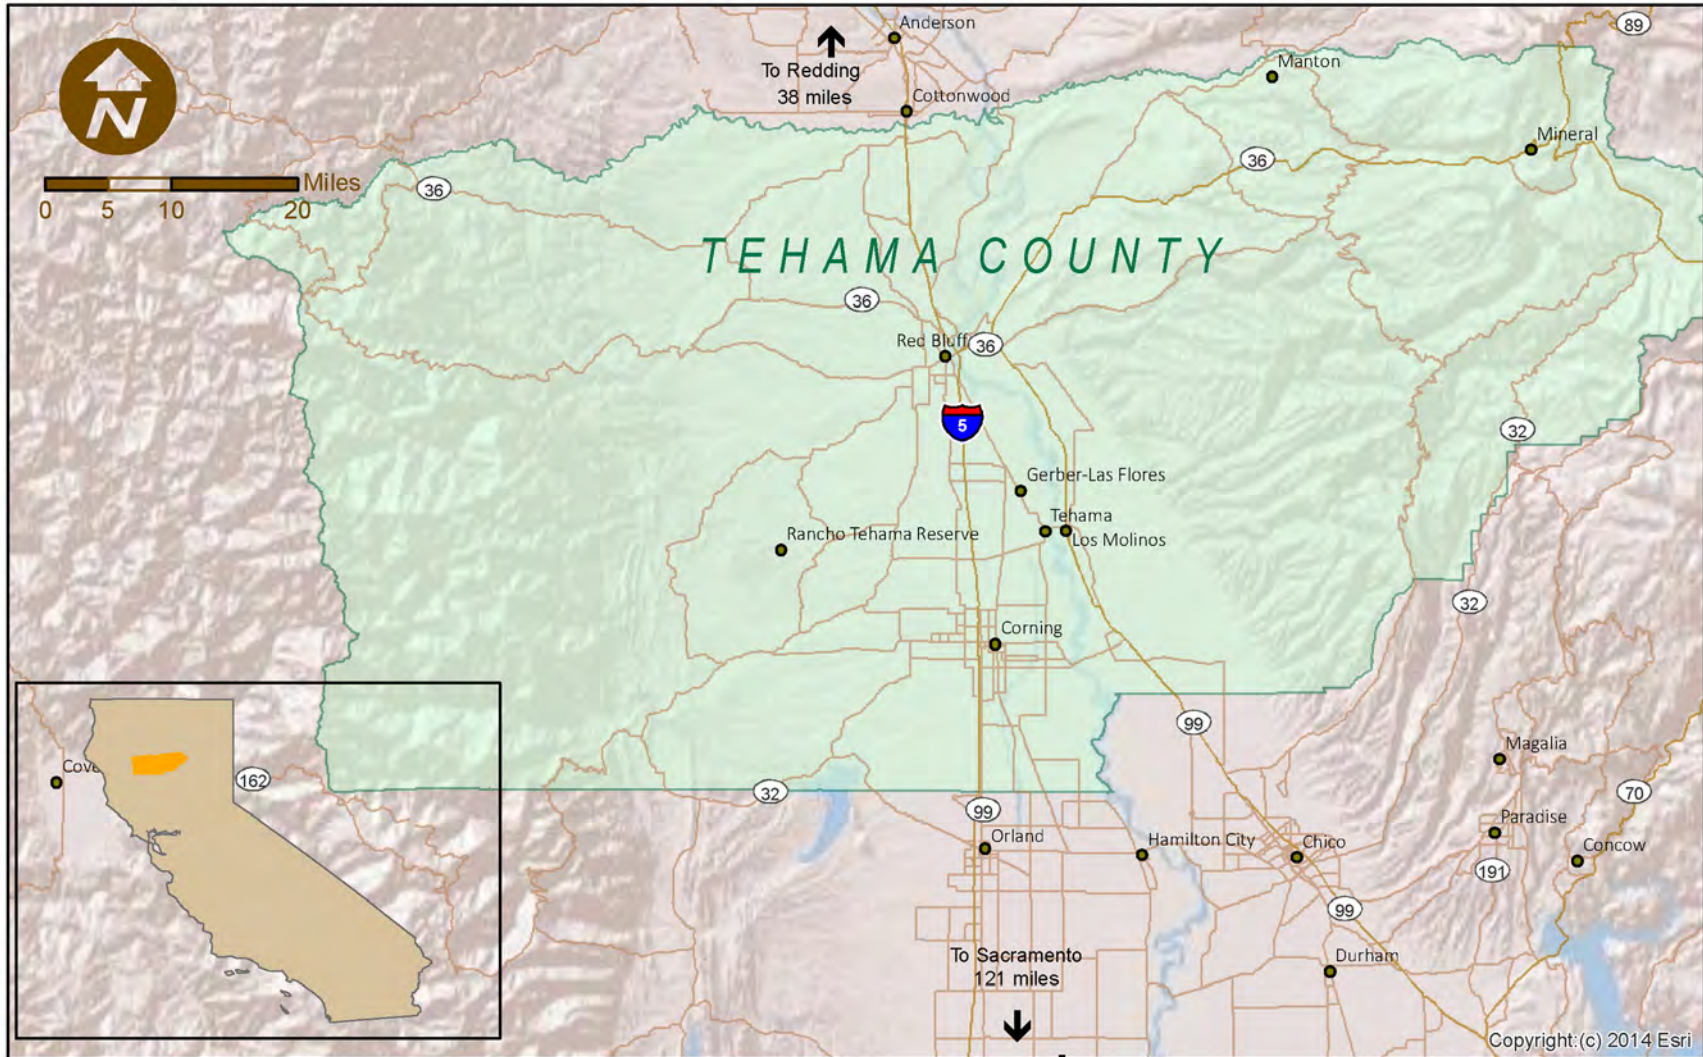 Anderson
89
To Redding
38 miles
Manton
Cottonwood
N
Mineral
36
Miles
36
0 5 10 20
TEHAMA COUNTY
36
Red Bluff
36
5
32
Gerber-Las Flores
Tehama
Rancho Tehama Reserve
Los Molinos
32
Corning
99
Magalia
Cove
162
32
70
99
Paradise
Orland
Hamilton City
Chico
Concow
191
99
To Sacramento
121 miles
Durham
Copyright:(c) 2014 Esri